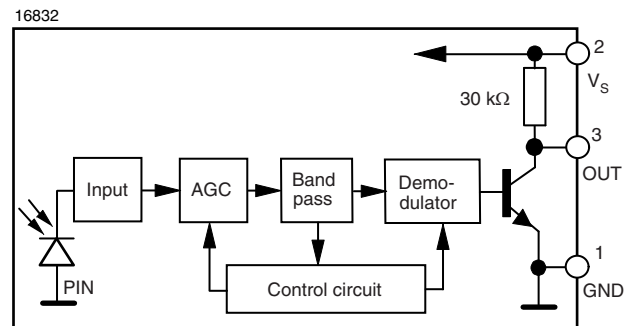 16832
2
V_S
30 kΩ
3
OUT
Input
AGC
Band
pass
Demo-
dulator
1
GND
PIN
Control circuit